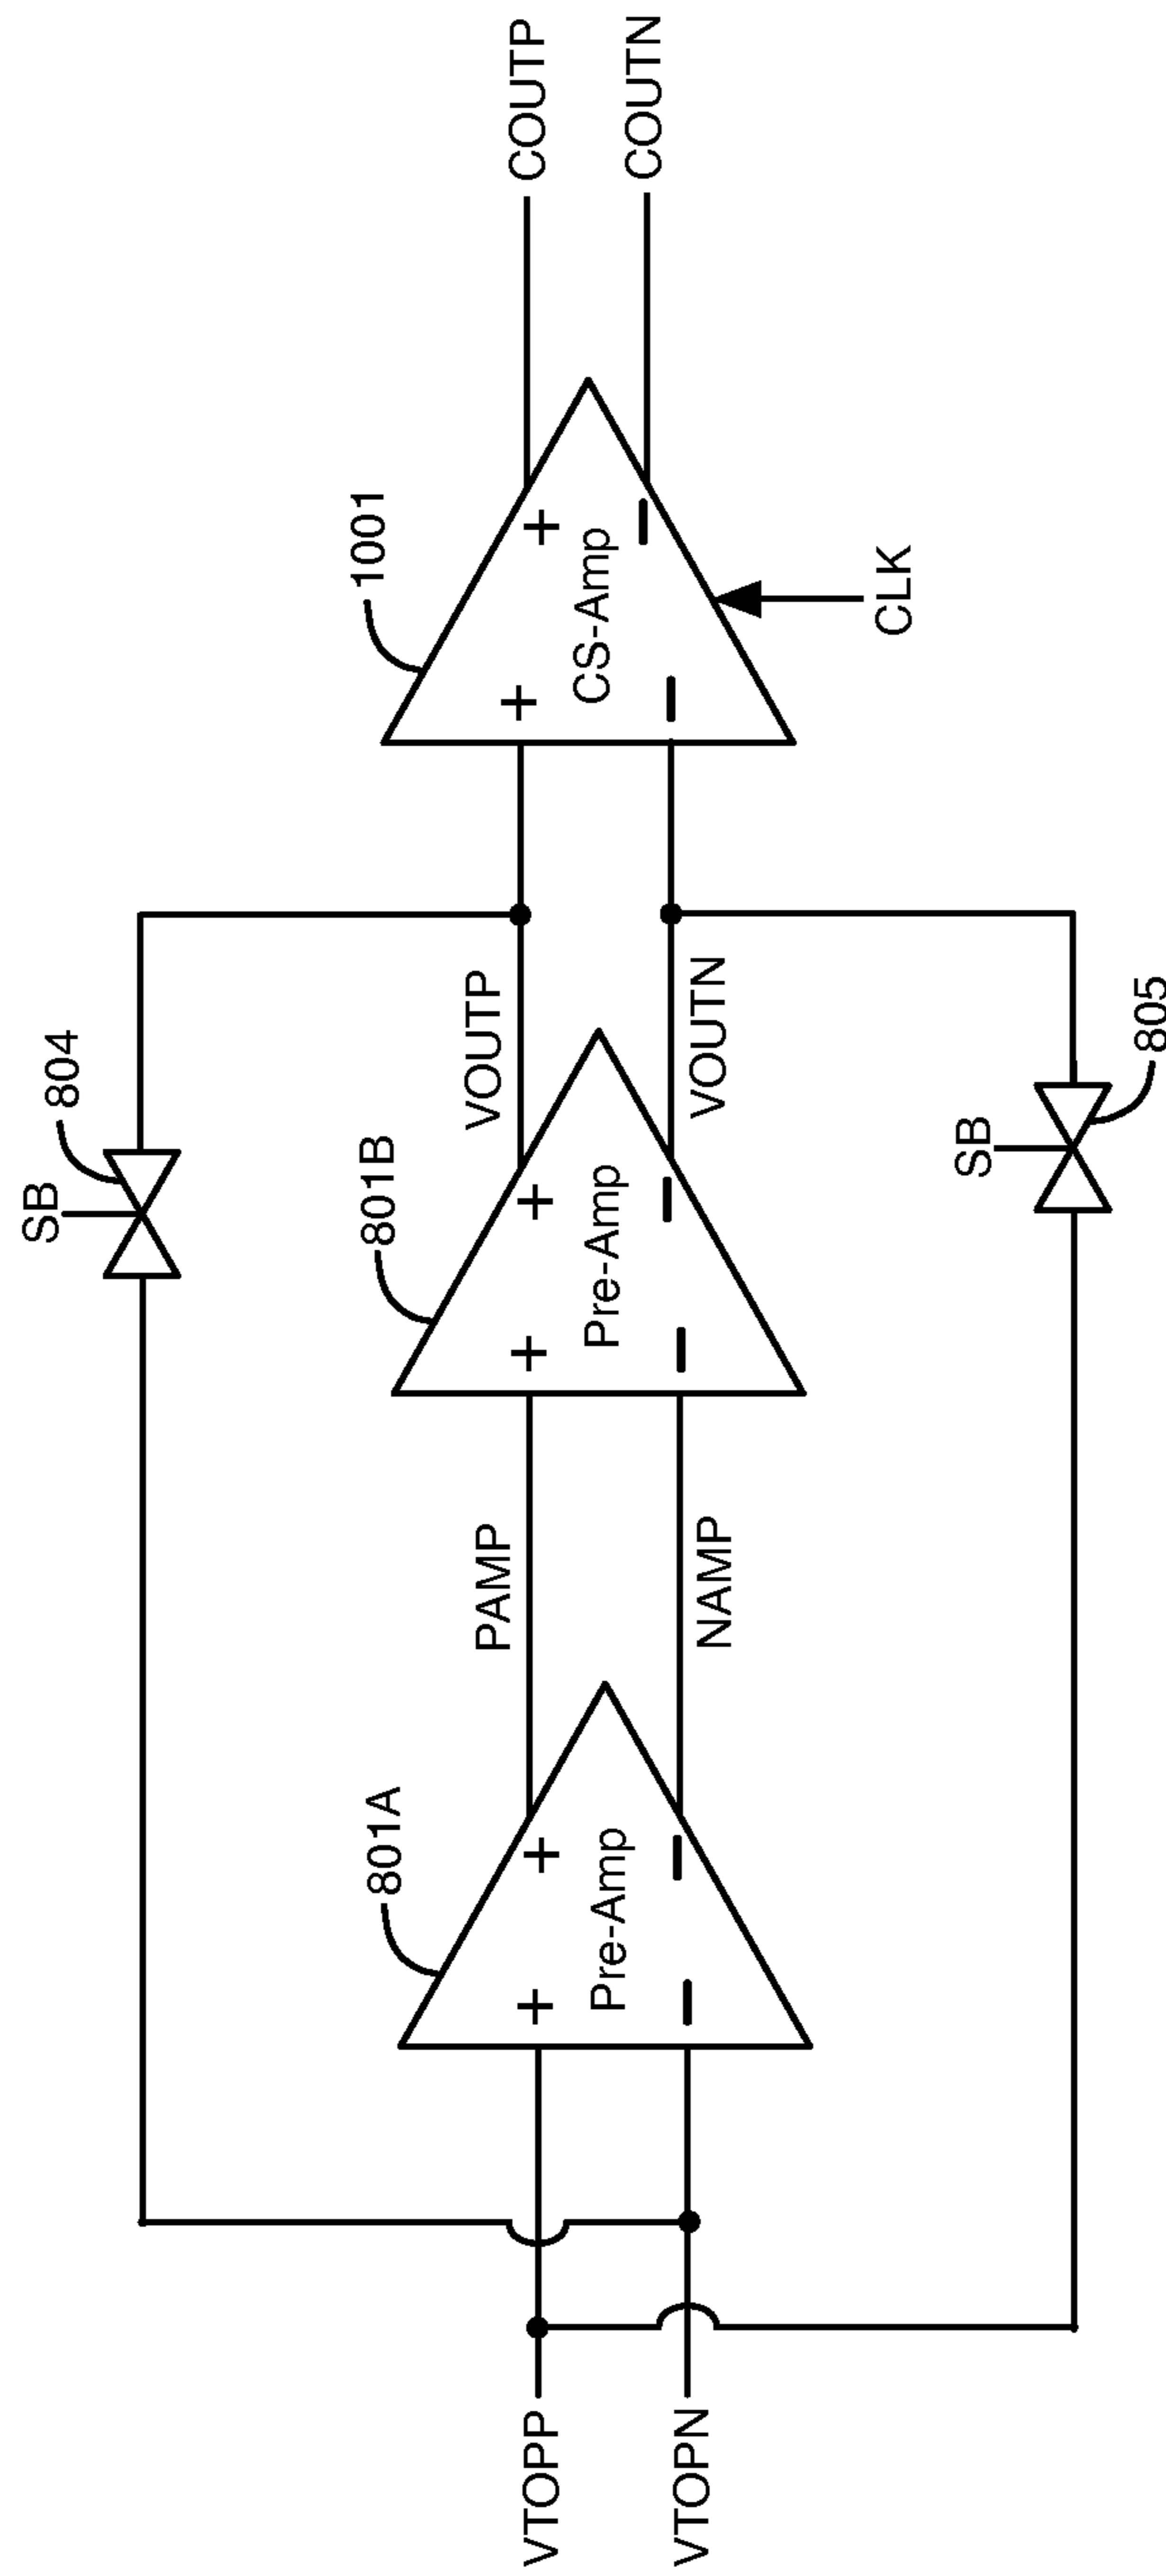 SB
804
801A
801B
1001
VTOPP
+
+
PAMP
+
+
VOUTP
+
+
COUTP
Pre-Amp
Pre-Amp
CS-Amp
VTOPN
−
−
NAMP
−
−
VOUTN
−
−
COUTN
CLK
SB
805